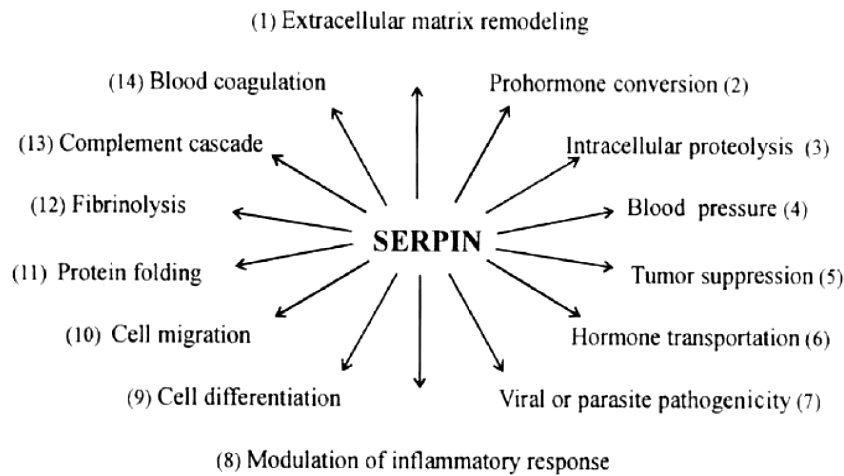 (1) Extracellular matrix remodeling
(14) Blood coagulation
Prohormone conversion (2)
(13) Complement cascade
Intracellular proteolysis (3)
(12) Fibrinolysis
Blood pressure (4)
SERPIN
(11) Protein folding
Tumor suppression (5)
(10) Cell migration
Hormone transportation (6)
(9) Cell differentiation
Viral or parasite pathogenicity (7)
(8) Modulation of inflammatory response